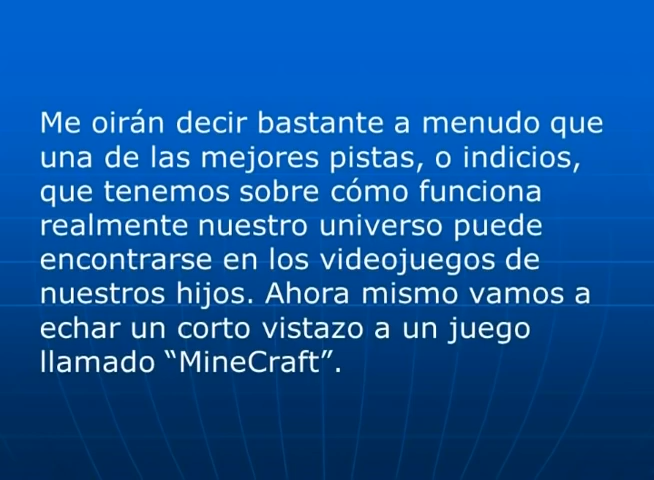 Me oirán decir bastante a menudo que
una de las mejores pistas, o indicios,
que tenemos sobre cómo funciona
realmente nuestro universo puede
encontrarse en los videojuegos de
nuestros hijos. Ahora mismo vamos a
echar un corto vistazo a un juego
llamado “MineCraft”.